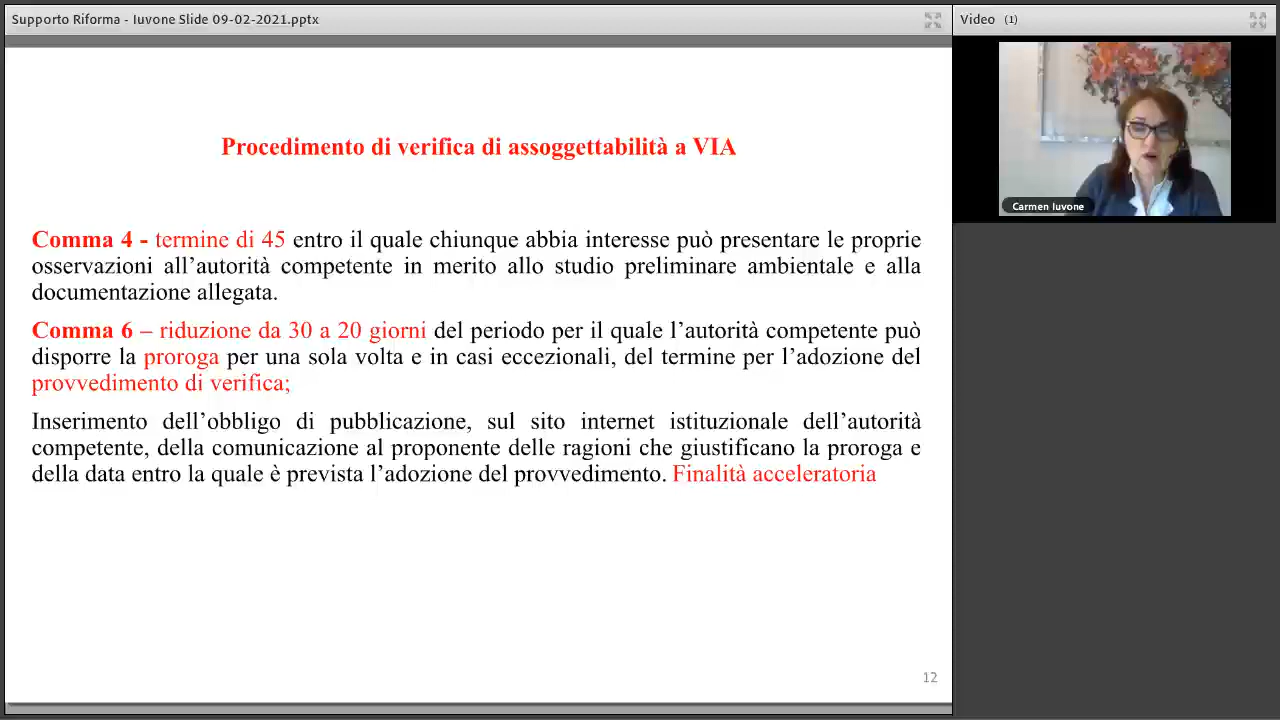 Supporto Riforma - Iuvone Slide 09-02-2021.pptx
Video (1)
Carmen Iuvone
Procedimento di verifica di assoggettabilità a VIA
Comma 4 - termine di 45 entro il quale chiunque abbia interesse può presentare le proprie
osservazioni all’autorità competente in merito allo studio preliminare ambientale e alla
documentazione allegata.
Comma 6 – riduzione da 30 a 20 giorni del periodo per il quale l’autorità competente può
disporre la proroga per una sola volta e in casi eccezionali, del termine per l’adozione del
provvedimento di verifica;
Inserimento dell’obbligo di pubblicazione, sul sito internet istituzionale dell’autorità
competente, della comunicazione al proponente delle ragioni che giustificano la proroga e
della data entro la quale è prevista l’adozione del provvedimento. Finalità acceleratoria
12